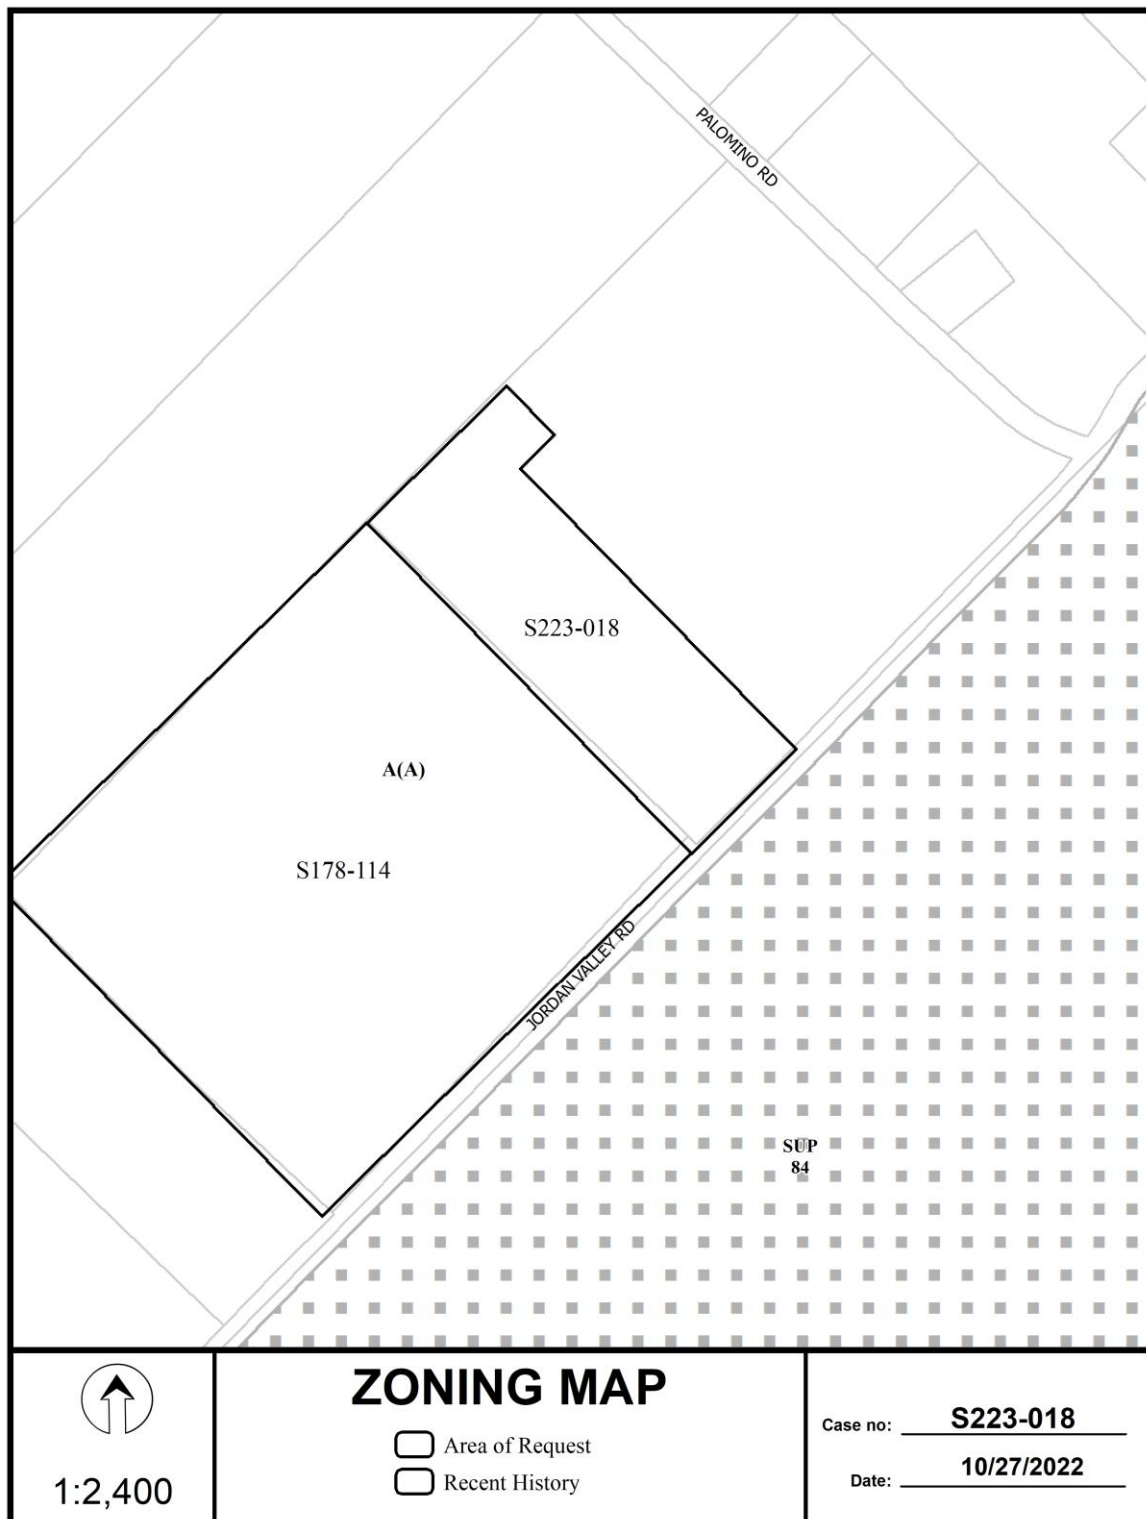 PALOMINO RD
S223-018
A(A)
S178-114
JORDAN VALLEY RD
SUP
84
1:2,400
ZONING MAP
Area of Request
Recent History
Case no: S223-018
Date: 10/27/2022